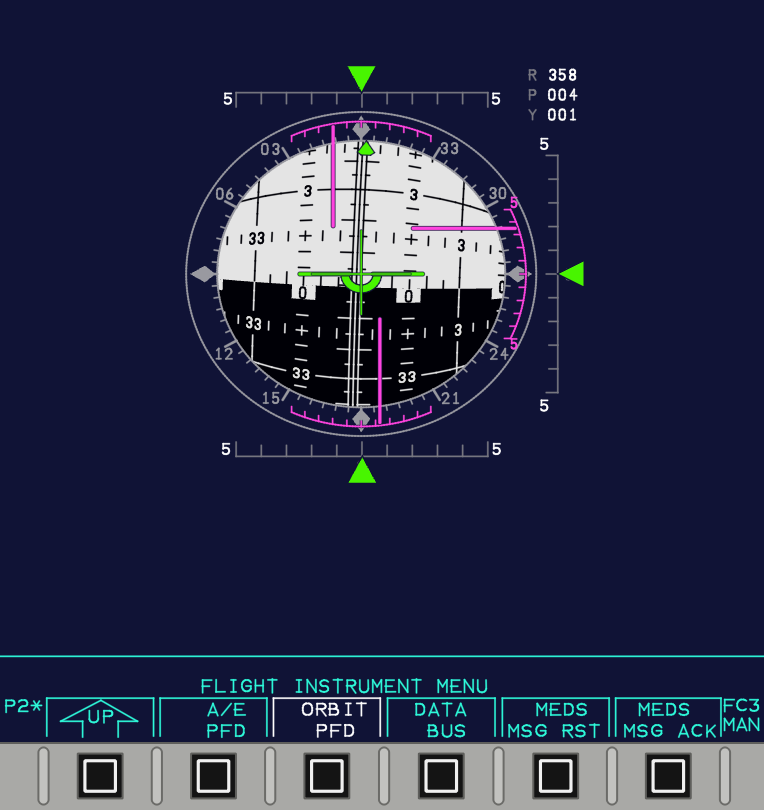 R 358
P 004
Y 001
5 5
5
03 33
06 3 3 30
5
33 3
0 0
33 3
12 24
5
33 33
15 21
5
5 5
FLIGHT INSTRUMENT MENU
P2* UP A/E PFD ORBIT PFD DATA BUS MEDS MSG RST MEDS MSG ACK FC3 MAN